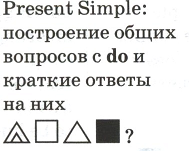 Present Simple:
построение общих
вопросов с do и
краткие ответы
на них
?